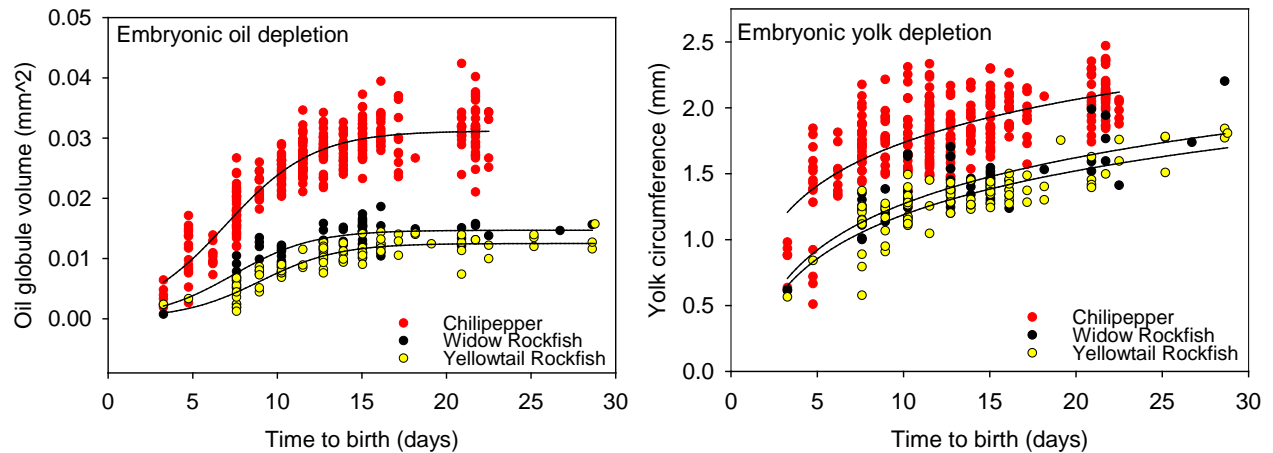 Embryonic oil depletion
Oil globule volume (mm^2)
0.05
0.04
0.03
0.02
0.01
0.00
0
5
10
15
20
25
30
Time to birth (days)
Chilipepper
Widow Rockfish
Yellowtail Rockfish
Embryonic yolk depletion
Yolk circumference (mm)
2.5
2.0
1.5
1.0
0.5
0.0
0
5
10
15
20
25
30
Time to birth (days)
Chilipepper
Widow Rockfish
Yellowtail Rockfish